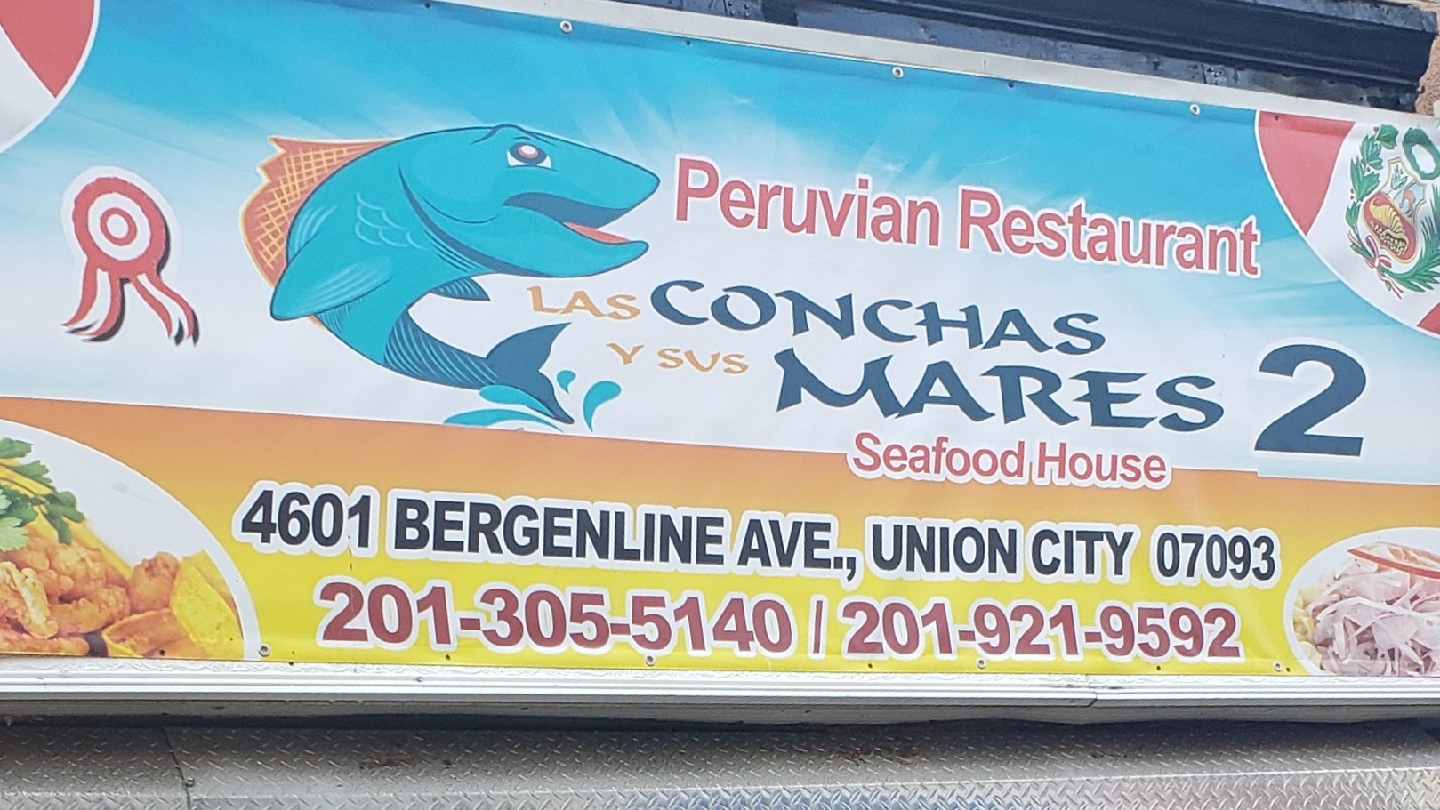 Peruvian Restaurant
LAS CONCHAS
Y SUS MARES 2
Seafood House
4601 BERGENLINE AVE., UNION CITY 07093
201-305-5140 / 201-921-9592